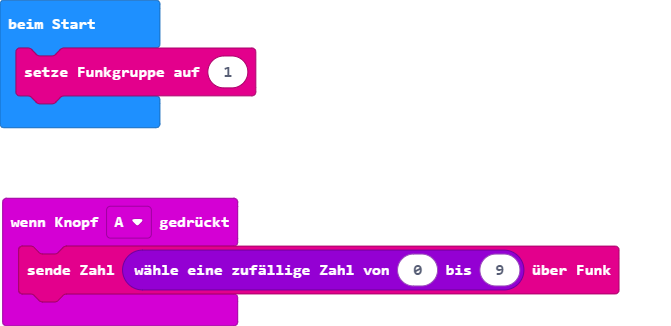 beim Start
setze Funkgruppe auf 1
wenn Knopf A gedrückt
sende Zahl wähle eine zufällige Zahl von 0 bis 9 über Funk